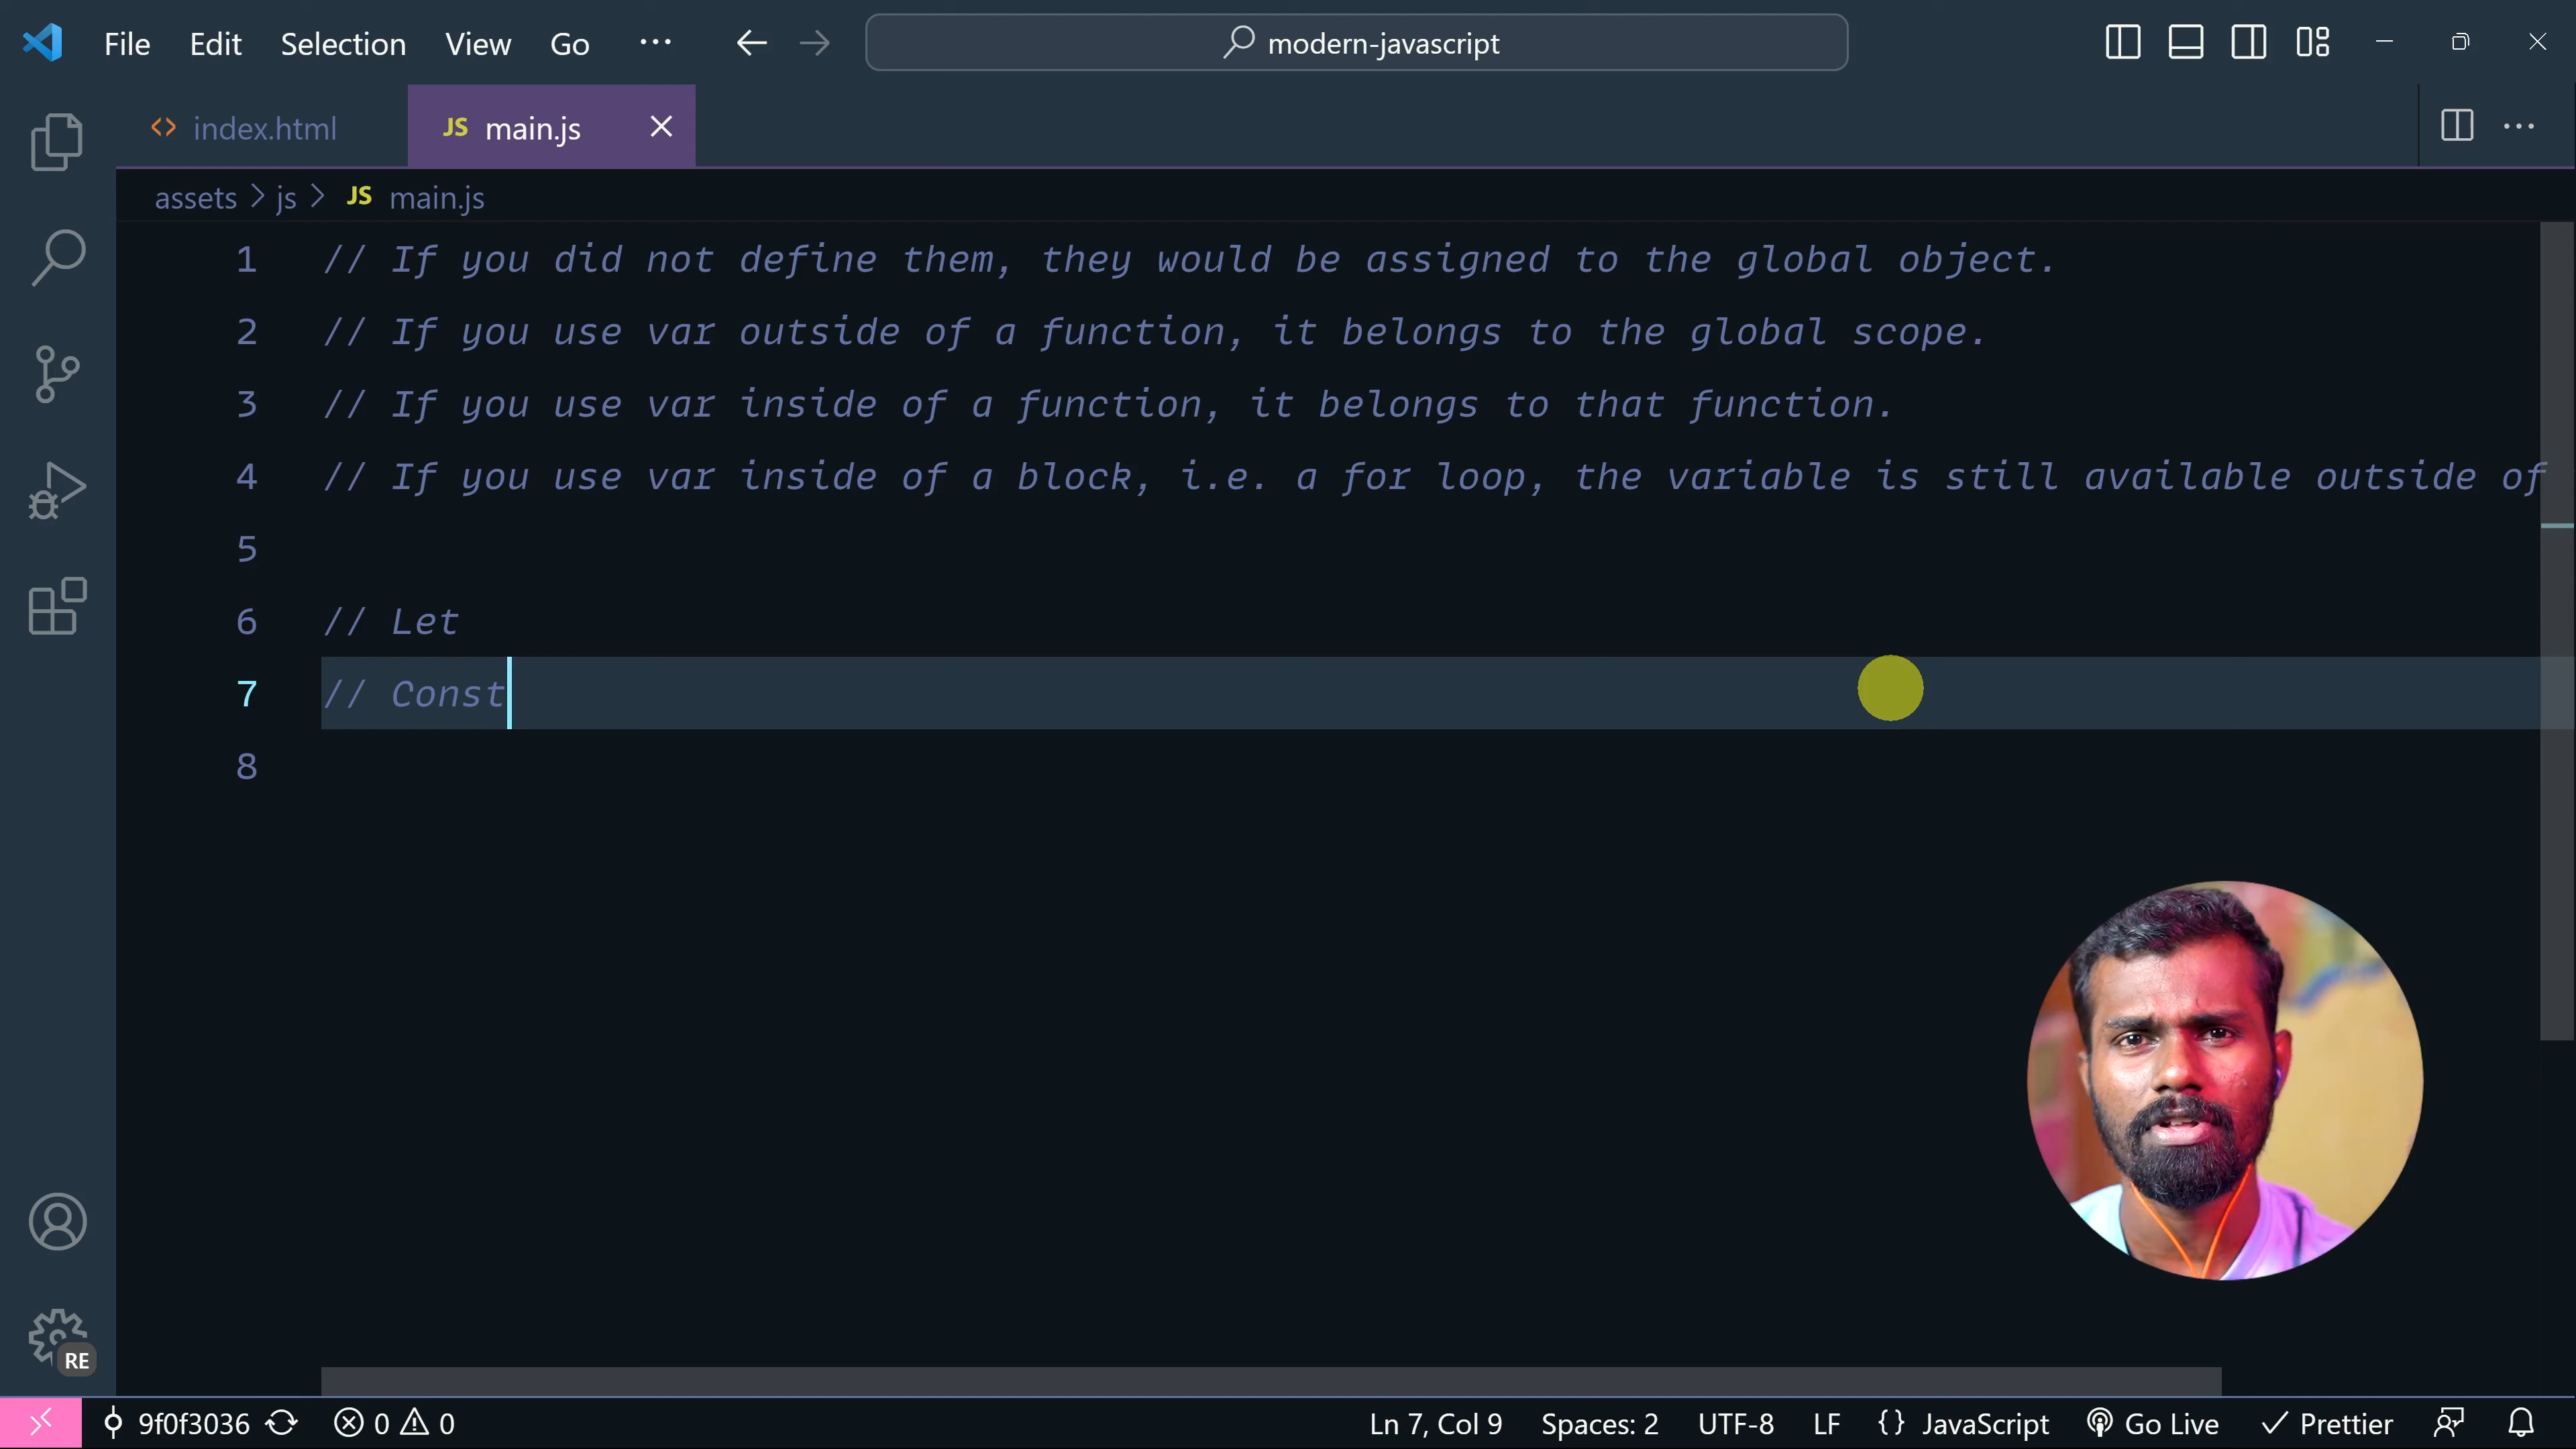 File Edit Selection View Go ··· modern-javascript
index.html JS main.js
assets > js > JS main.js
1 // If you did not define them, they would be assigned to the global object.
2 // If you use var outside of a function, it belongs to the global scope.
3 // If you use var inside of a function, it belongs to that function.
4 // If you use var inside of a block, i.e. a for loop, the variable is still available outside of
5
6 // Let
7 // Const
8
RE
9f0f3036 0 0 Ln 7, Col 9 Spaces: 2 UTF-8 LF {} JavaScript Go Live Prettier